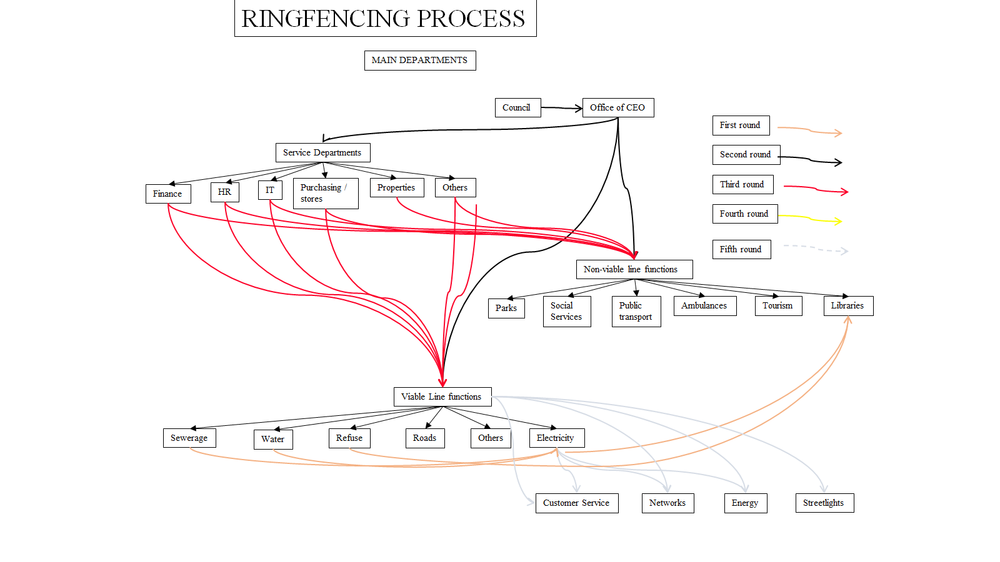 RINGFENCING PROCESS
MAIN DEPARTMENTS
Council
Office of CEO
First round
Second round
Third round
Fourth round
Fifth round
Service Departments
Finance
HR
IT
Purchasing /
stores
Properties
Others
Non-viable line functions
Parks
Social
Services
Public
transport
Ambulances
Tourism
Libraries
Viable Line functions
Sewerage
Water
Refuse
Roads
Others
Electricity
Customer Service
Networks
Energy
Streetlights